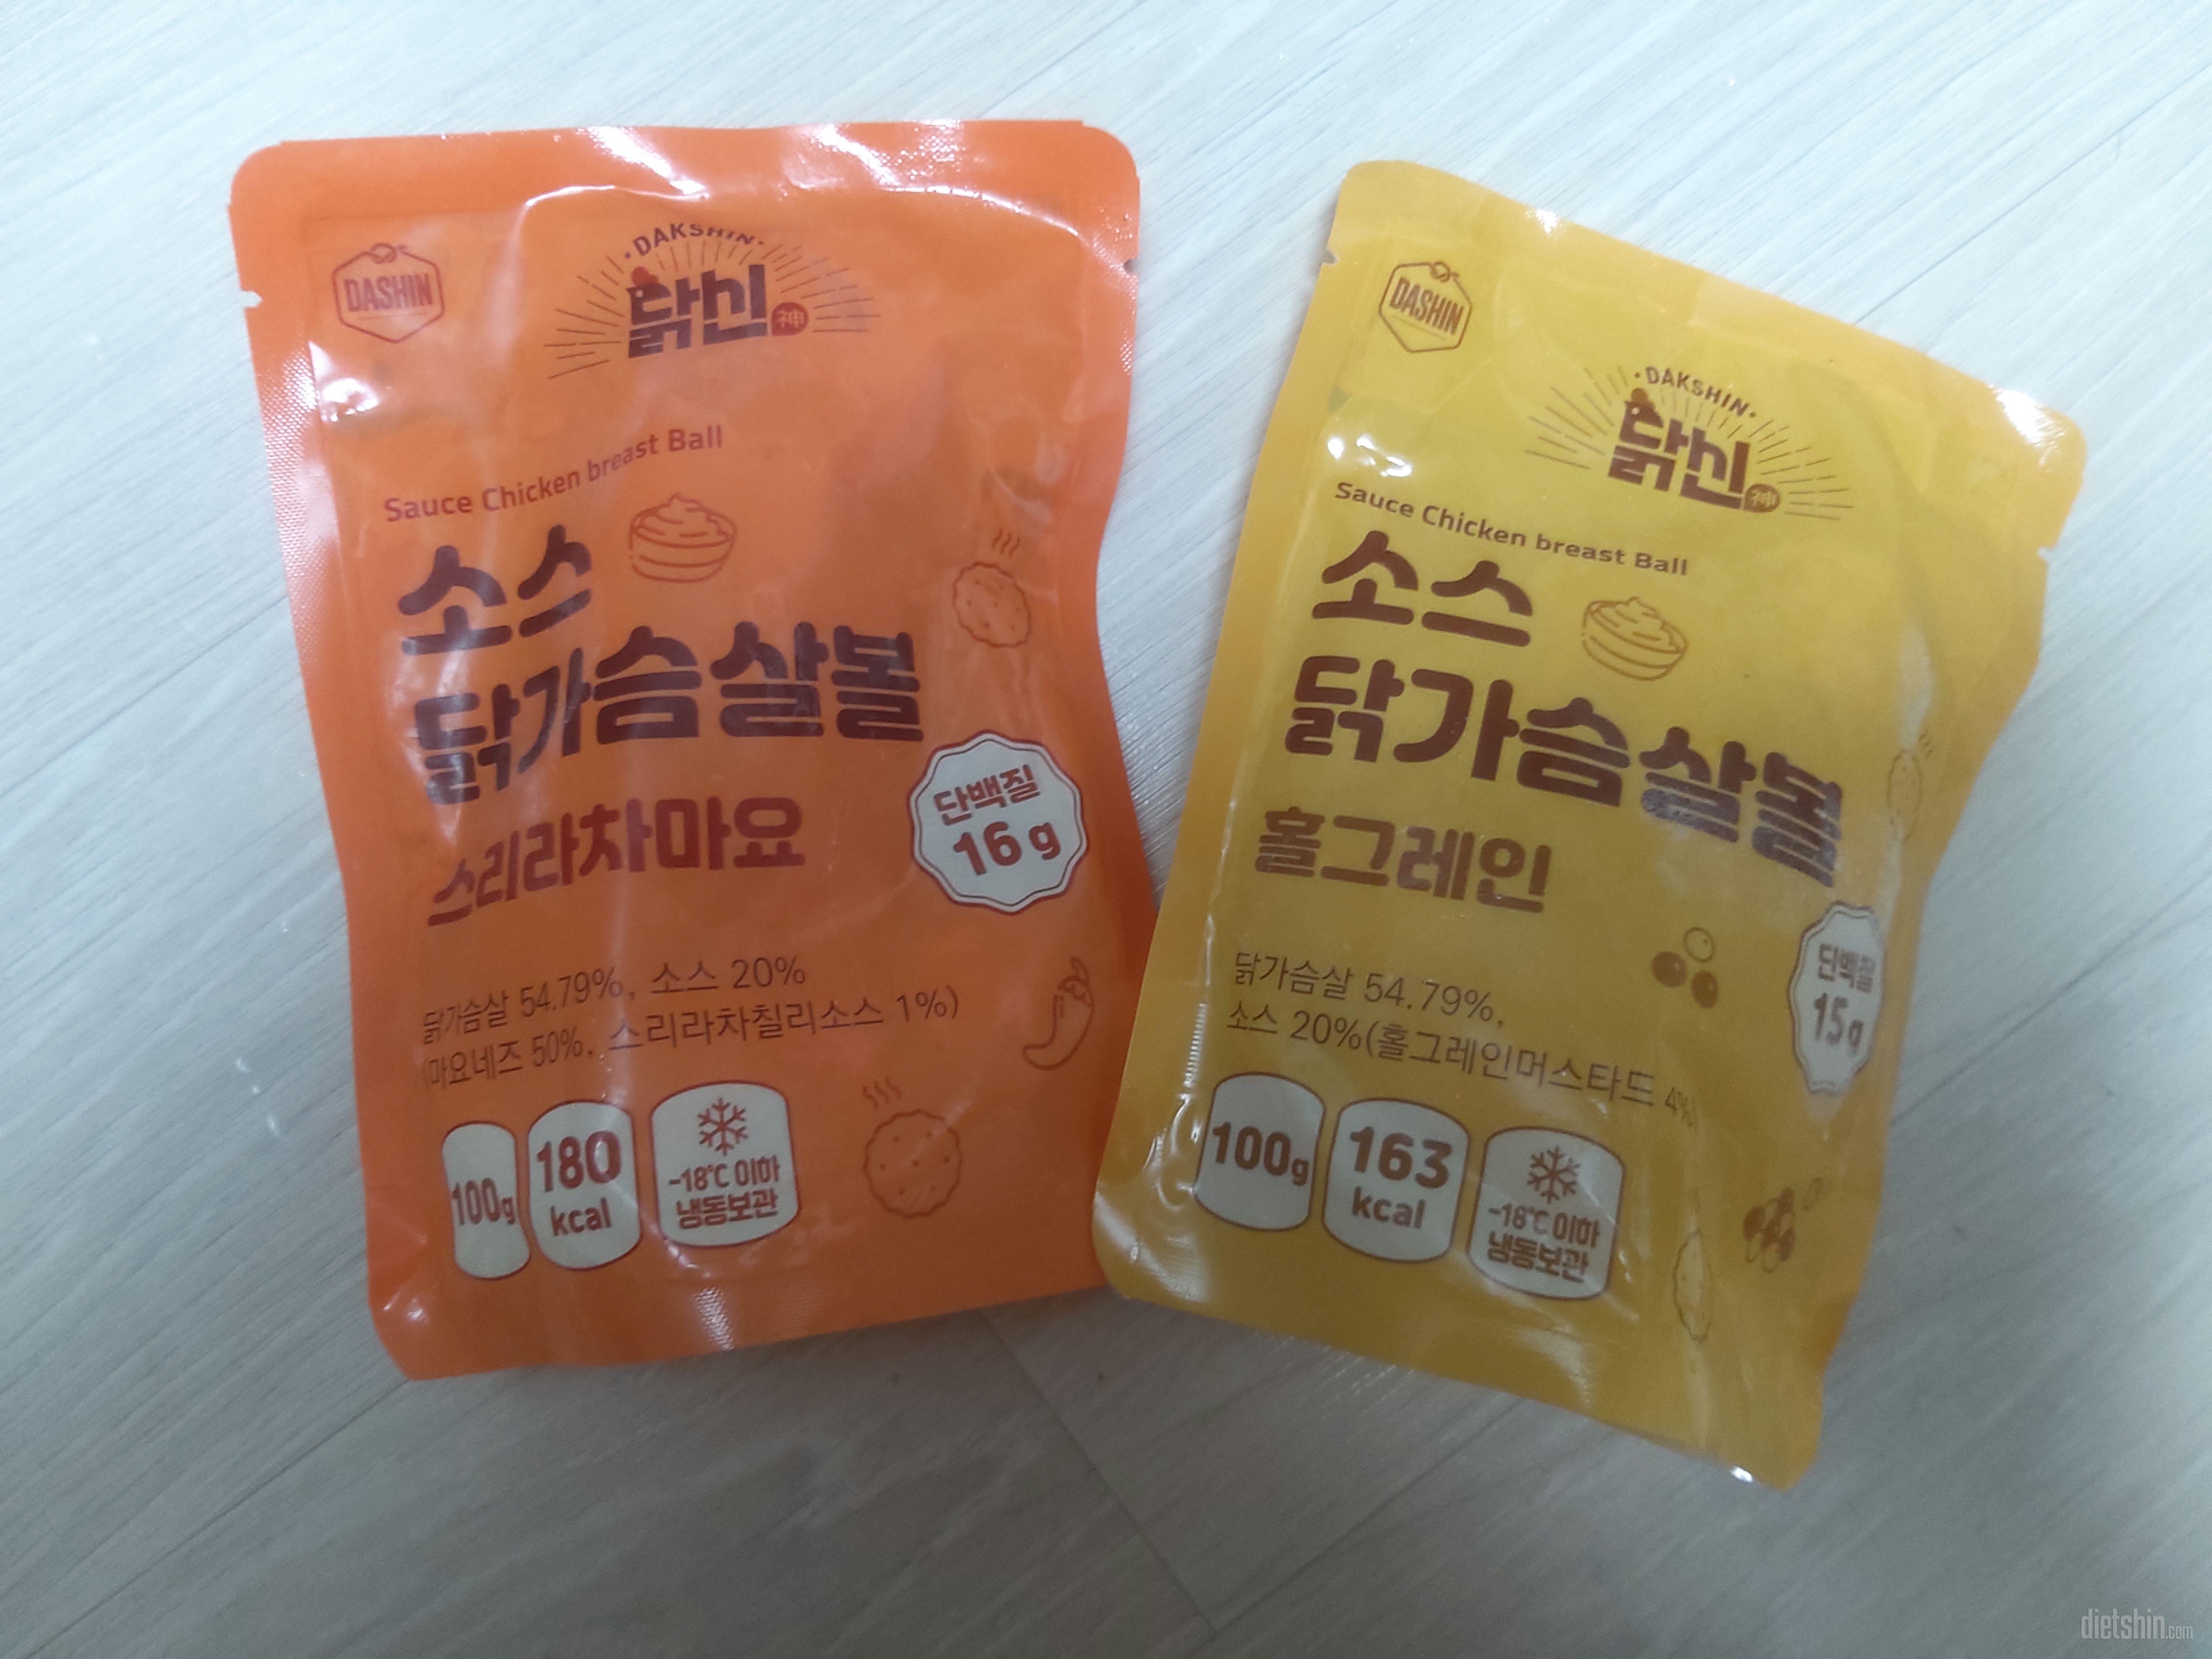 DASHIN
DAKSHIN
닭신
神
Sauce Chicken breast Ball
소스
닭가슴살볼
스리라차마요
단백질
16 g
닭가슴살 54.79%, 소스 20%
(마요네즈 50%, 스리라차칠리소스 1%)
100g
180
kcal
-18℃ 이하
냉동보관
DASHIN
DAKSHIN
닭신
神
Sauce Chicken breast Ball
소스
닭가슴살볼
홀그레인
단백질
15 g
닭가슴살 54.79%,
소스 20%(홀그레인머스타드 4%)
100g
163
kcal
-18℃ 이하
냉동보관
dietshin.com